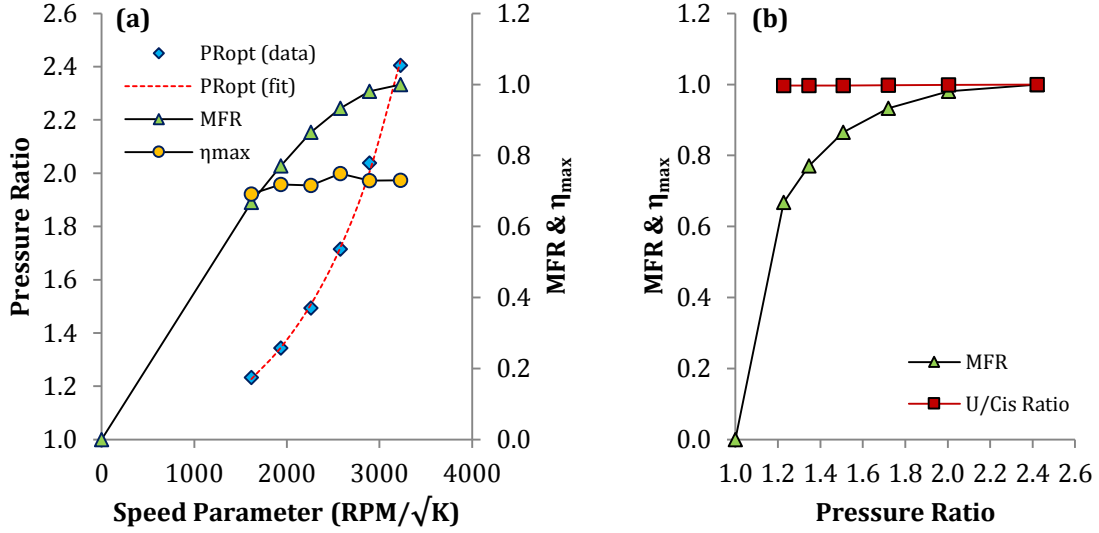 (a)
2.6
2.4
2.2
2.0
1.8
1.6
1.4
1.2
1.0
Pressure Ratio
PRopt (data)
PRopt (fit)
MFR
ηmax
1.2
1.0
0.8
0.6
0.4
0.2
0.0
MFR & ηmax
0 1000 2000 3000 4000
Speed Parameter (RPM/√K)
(b)
1.2
1.0
0.8
0.6
0.4
0.2
0.0
MFR & ηmax
MFR
U/Cis Ratio
1.0 1.2 1.4 1.6 1.8 2.0 2.2 2.4 2.6
Pressure Ratio